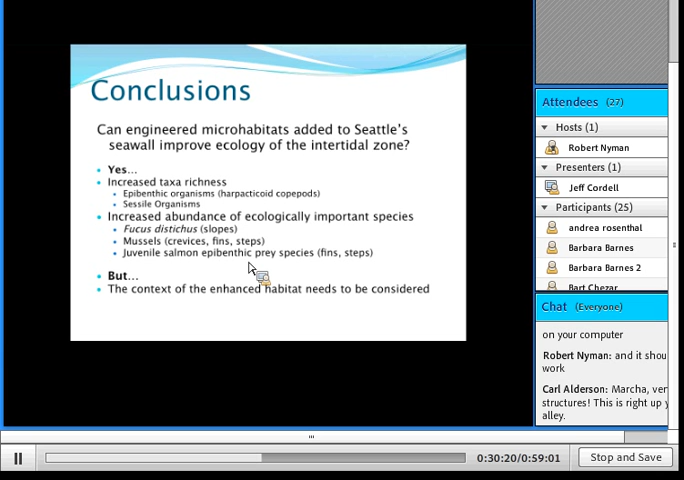 Conclusions
Can engineered microhabitats added to Seattle's
seawall improve ecology of the intertidal zone?
Yes...
Increased taxa richness
Epibenthic organisms (harpacticoid copepods)
Sessile Organisms
Increased abundance of ecologically important species
Fucus distichus (slopes)
Mussels (crevices, fins, steps)
Juvenile salmon epibenthic prey species (fins, steps)
But...
The context of the enhanced habitat needs to be considered
Attendees (27)
Hosts (1)
Robert Nyman
Presenters (1)
Jeff Cordell
Participants (25)
andrea rosenthal
Barbara Barnes
Barbara Barnes 2
Bart Chezar
Chat (Everyone)
on your computer
Robert Nyman: and it shou
work
Carl Alderson: Marcha, ver
structures! This is right up y
alley.
0:30:20/0:59:01
Stop and Save